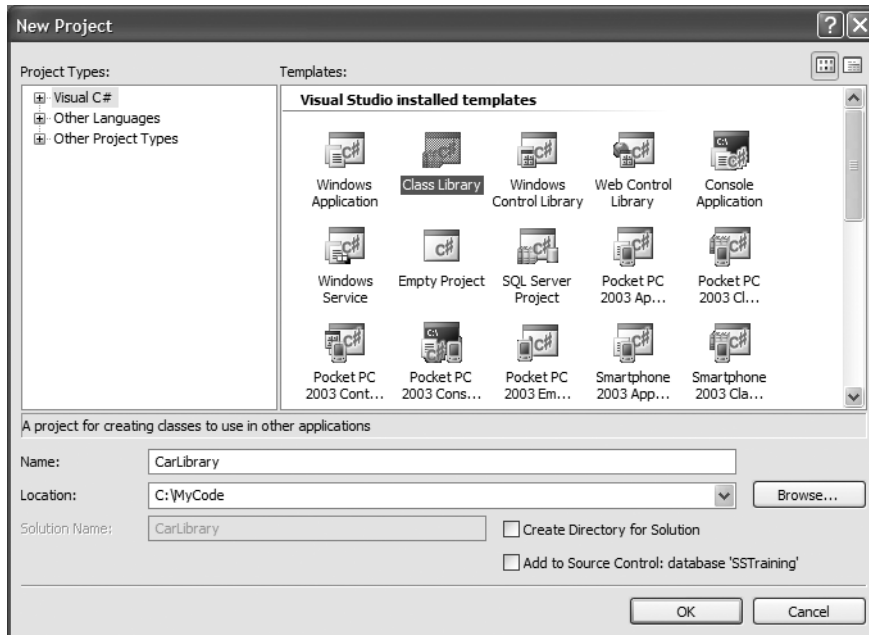 New Project
Project Types:
Templates:
Visual C#
Other Languages
Other Project Types
Visual Studio installed templates
Windows Application
Class Library
Windows Control Library
Web Control Library
Console Application
Windows Service
Empty Project
SQL Server Project
Pocket PC 2003 Ap...
Pocket PC 2003 Cl...
Pocket PC 2003 Cont...
Pocket PC 2003 Cons...
Pocket PC 2003 Em...
Smartphone 2003 App...
Smartphone 2003 Cla...
A project for creating classes to use in other applications
Name:
CarLibrary
Location:
C:\MyCode
Browse...
Solution Name:
CarLibrary
Create Directory for Solution
Add to Source Control: database 'SSTraining'
OK
Cancel